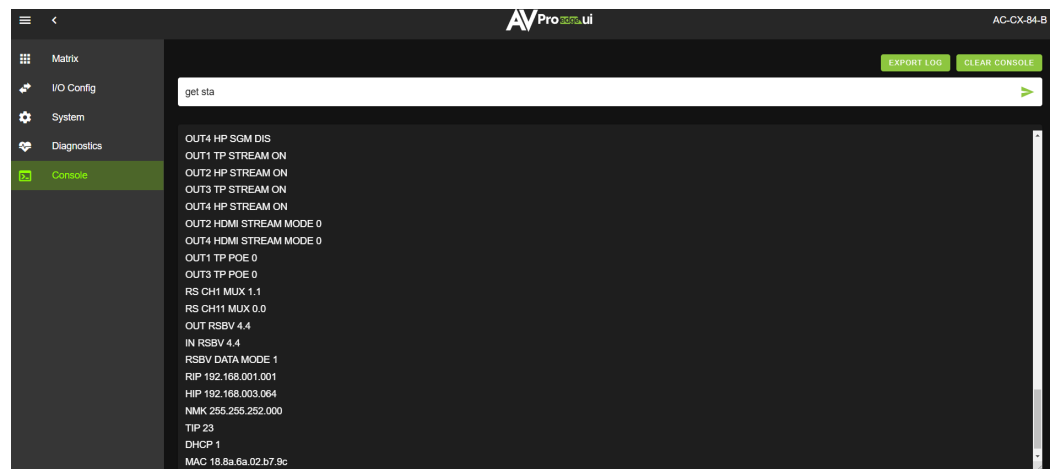 AVPro edge.ui
AC-CX-84-B
Matrix
I/O Config
System
Diagnostics
Console
EXPORT LOG
CLEAR CONSOLE
get sta
OUT4 HP SGM DIS
OUT1 TP STREAM ON
OUT2 HP STREAM ON
OUT3 TP STREAM ON
OUT4 HP STREAM ON
OUT2 HDMI STREAM MODE 0
OUT4 HDMI STREAM MODE 0
OUT1 TP POE 0
OUT3 TP POE 0
RS CH1 MUX 1.1
RS CH11 MUX 0.0
OUT RSBV 4.4
IN RSBV 4.4
RSBV DATA MODE 1
RIP 192.168.001.001
HIP 192.168.003.064
NMK 255.255.252.000
TIP 23
DHCP 1
MAC 18.8a.6a.02.b7.9c